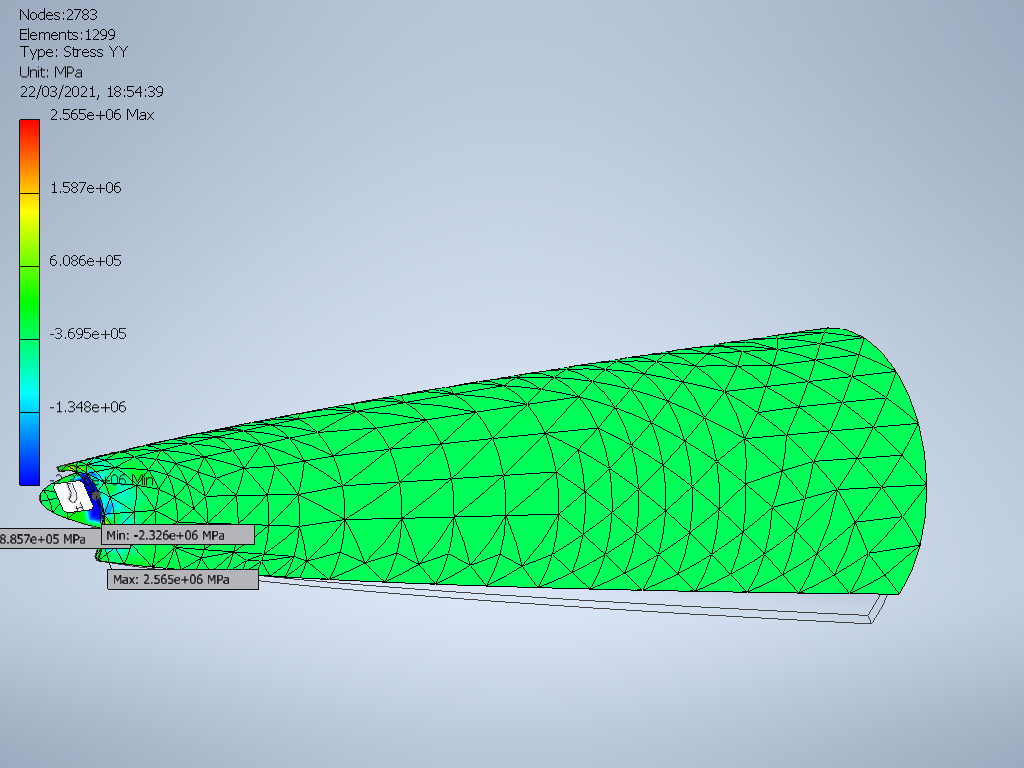 Nodes:2783
Elements:1299
Type: Stress YY
Unit: MPa
22/03/2021, 18:54:39
2.565e+06 Max
1.587e+06
6.086e+05
-3.695e+05
-1.348e+06
e+06 Min
8.857e+05 MPa
Min: -2.326e+06 MPa
Max: 2.565e+06 MPa